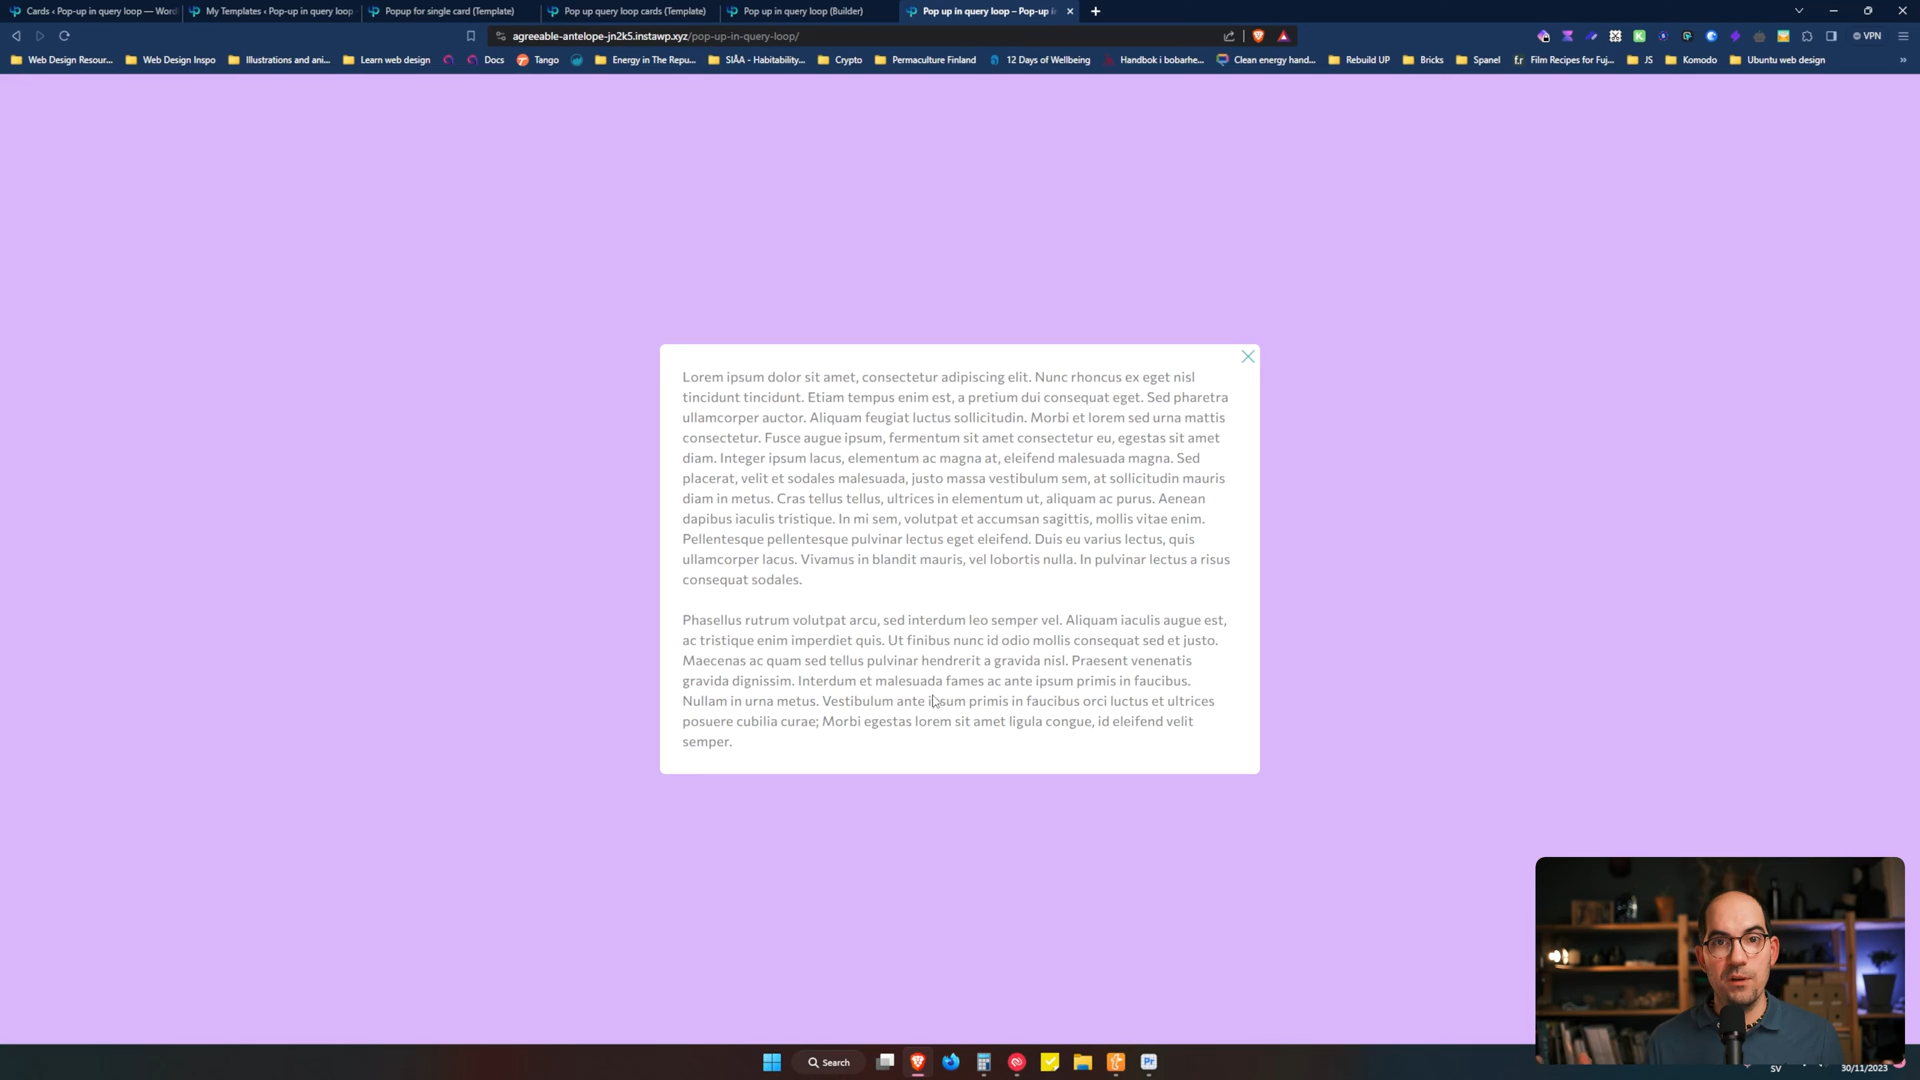 Cards ‹ Pop-up in query loop — Word
My Templates ‹ Pop-up in query loop
Popup for single card (Template)
Pop up query loop cards (Template)
Pop up in query loop (Builder)
Pop up in query loop – Pop-up i
agreeable-antelope-jn2k5.instawp.xyz/pop-up-in-query-loop/
VPN
Web Design Resour...
Web Design Inspo
Illustrations and ani...
Learn web design
Docs
Tango
Energy in The Repu...
SIÅA - Habitability...
Crypto
Permaculture Finland
12 Days of Wellbeing
Handbok i bobarhe...
Clean energy hand...
Rebuild UP
Bricks
Spanel
Film Recipes for Fuj...
JS
Komodo
Ubuntu web design
Lorem ipsum dolor sit amet, consectetur adipiscing elit. Nunc rhoncus ex eget nisl
tincidunt tincidunt. Etiam tempus enim est, a pretium dui consequat eget. Sed pharetra
ullamcorper auctor. Aliquam feugiat luctus sollicitudin. Morbi et lorem sed urna mattis
consectetur. Fusce augue ipsum, fermentum sit amet consectetur eu, egestas sit amet
diam. Integer ipsum lacus, elementum ac magna at, eleifend malesuada magna. Sed
placerat, velit et sodales malesuada, justo massa vestibulum sem, at sollicitudin mauris
diam in metus. Cras tellus tellus, ultrices in elementum ut, aliquam ac purus. Aenean
dapibus iaculis tristique. In mi sem, volutpat et accumsan sagittis, mollis vitae enim.
Pellentesque pellentesque pulvinar lectus eget eleifend. Duis eu varius lectus, quis
ullamcorper lacus. Vivamus in blandit mauris, vel lobortis nulla. In pulvinar lectus a risus
consequat sodales.
Phasellus rutrum volutpat arcu, sed interdum leo semper vel. Aliquam iaculis augue est,
ac tristique enim imperdiet quis. Ut finibus nunc id odio mollis consequat sed et justo.
Maecenas ac quam sed tellus pulvinar hendrerit a gravida nisl. Praesent venenatis
gravida dignissim. Interdum et malesuada fames ac ante ipsum primis in faucibus.
Nullam in urna metus. Vestibulum ante ipsum primis in faucibus orci luctus et ultrices
posuere cubilia curae; Morbi egestas lorem sit amet ligula congue, id eleifend velit
semper.
Search
Pr
SV
30/11/2023